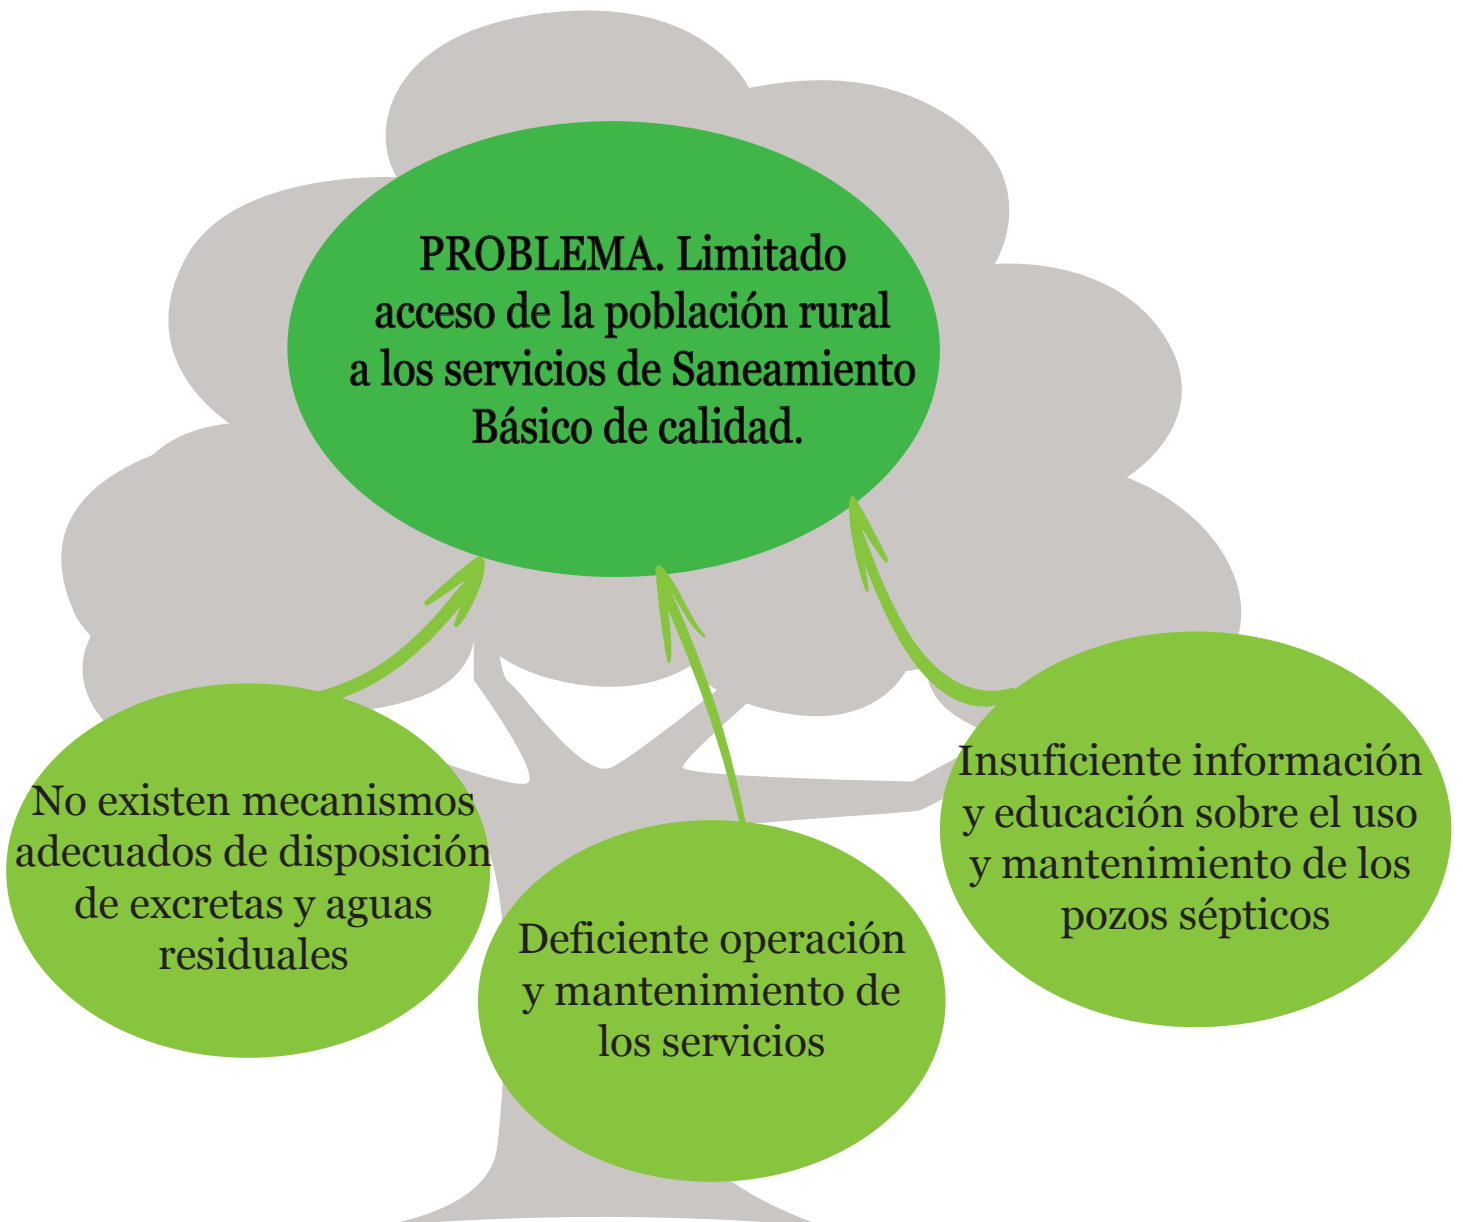 PROBLEMA. Limitado
acceso de la población rural
a los servicios de Saneamiento
Básico de calidad.
No existen mecanismos
adecuados de disposición
de excretas y aguas
residuales
Deficiente operación
y mantenimiento de
los servicios
Insuficiente información
y educación sobre el uso
y mantenimiento de los
pozos sépticos